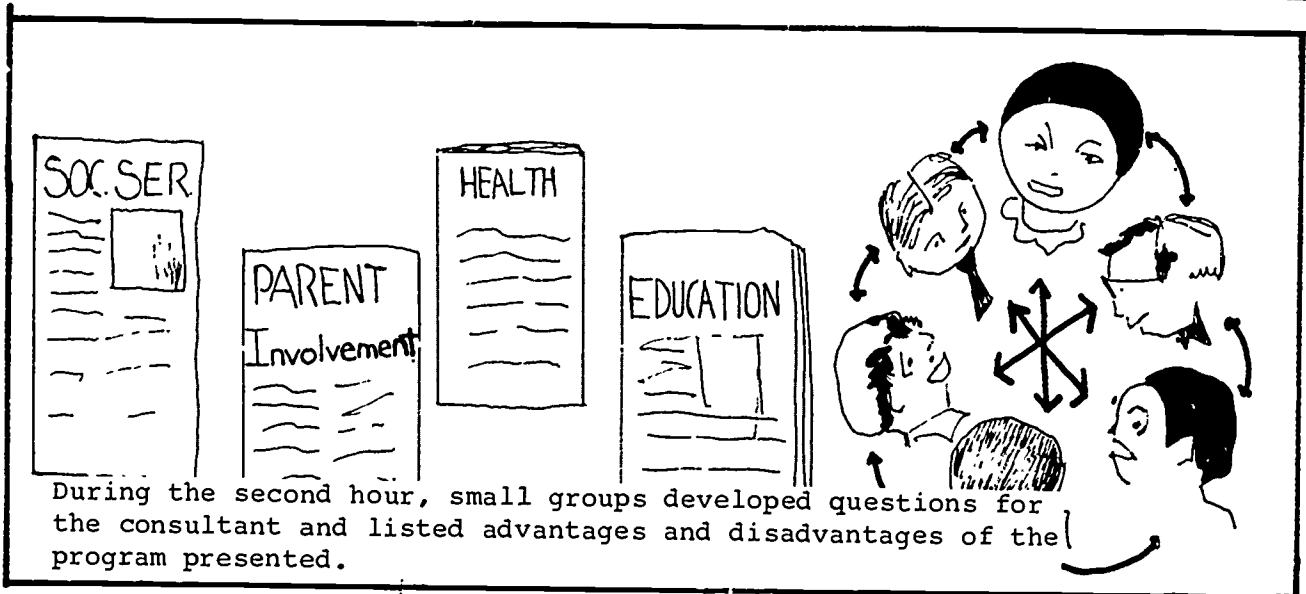 SOC. SER.
PARENT
Involvement
HEALTH
EDUCATION
During the second hour, small groups developed questions for
the consultant and listed advantages and disadvantages of the
program presented.